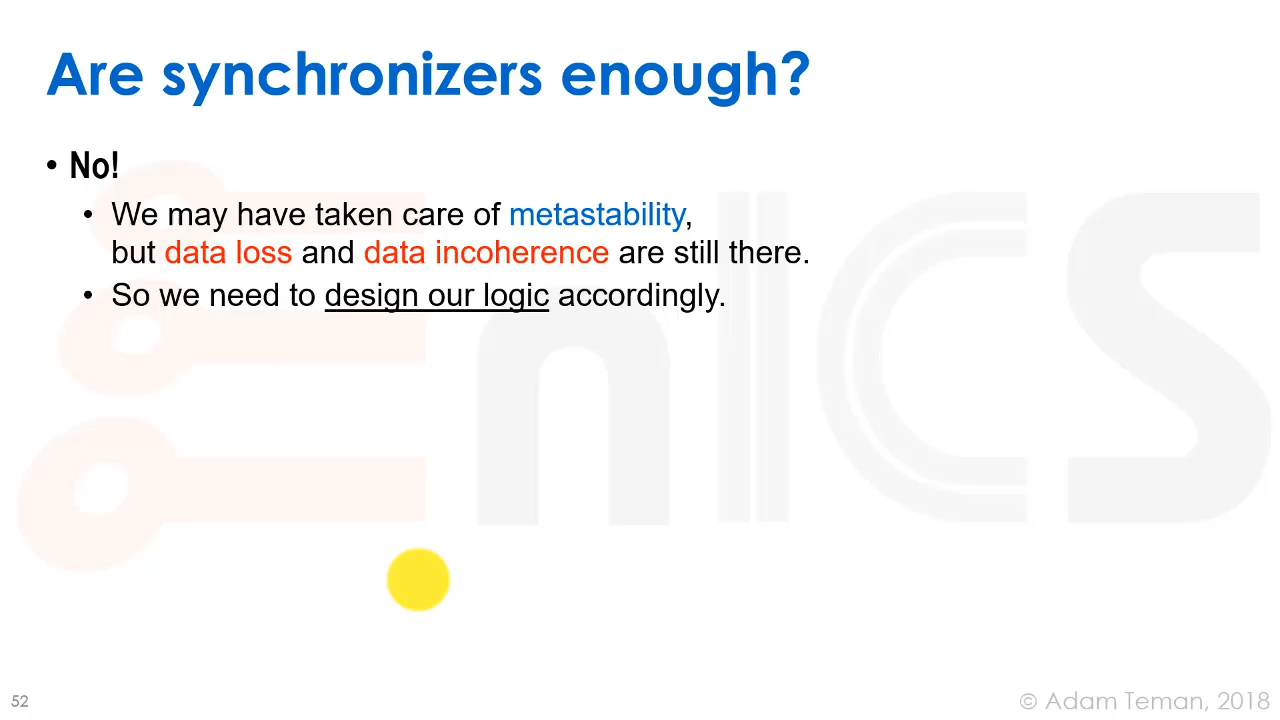 Are synchronizers enough?
• No!
• We may have taken care of metastability,
but data loss and data incoherence are still there.
• So we need to design our logic accordingly.
enICS
52
© Adam Teman, 2018